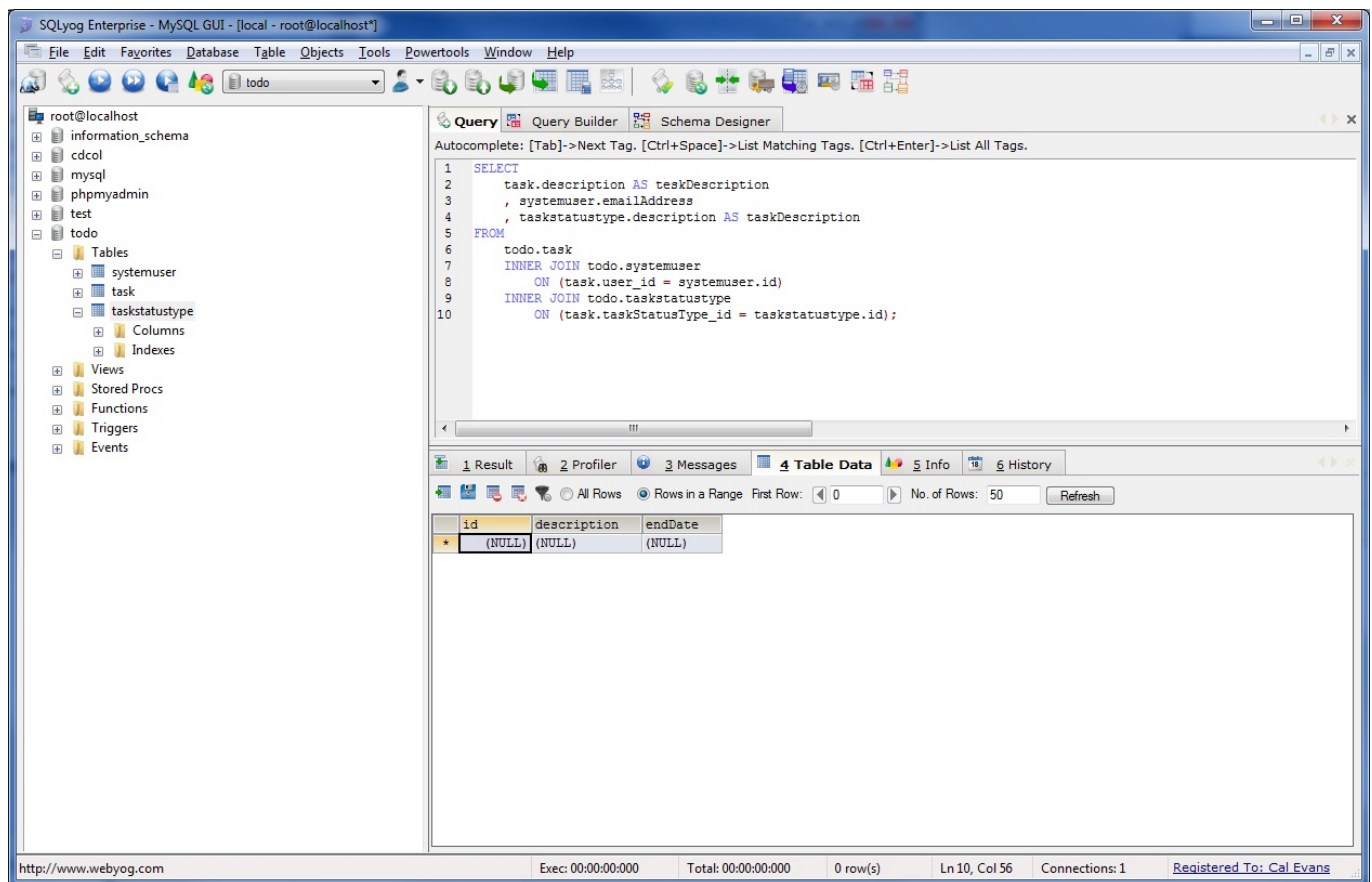 SQLyog Enterprise - MySQL GUI - [local - root@localhost*]
File Edit Favorites Database Table Objects Tools Powertools Window Help
todo
root@localhost
information_schema
cdcol
mysql
phpmyadmin
test
todo
Tables
systemuser
task
taskstatustype
Columns
Indexes
Views
Stored Procs
Functions
Triggers
Events
Query Query Builder Schema Designer
Autocomplete: [Tab]->Next Tag. [Ctrl+Space]->List Matching Tags. [Ctrl+Enter]->List All Tags.
1 SELECT
2 task.description AS teskDescription
3 , systemuser.emailAddress
4 , taskstatustype.description AS taskDescription
5 FROM
6 todo.task
7 INNER JOIN todo.systemuser
8 ON (task.user_id = systemuser.id)
9 INNER JOIN todo.taskstatustype
10 ON (task.taskStatusType_id = taskstatustype.id);
1 Result 2 Profiler 3 Messages 4 Table Data 5 Info 6 History
All Rows Rows in a Range First Row: 0 No. of Rows: 50 Refresh
id description endDate
* (NULL) (NULL) (NULL)
http://www.webyog.com Exec: 00:00:00:000 Total: 00:00:00:000 0 row(s) Ln 10, Col 56 Connections: 1 Registered To: Cal Evans